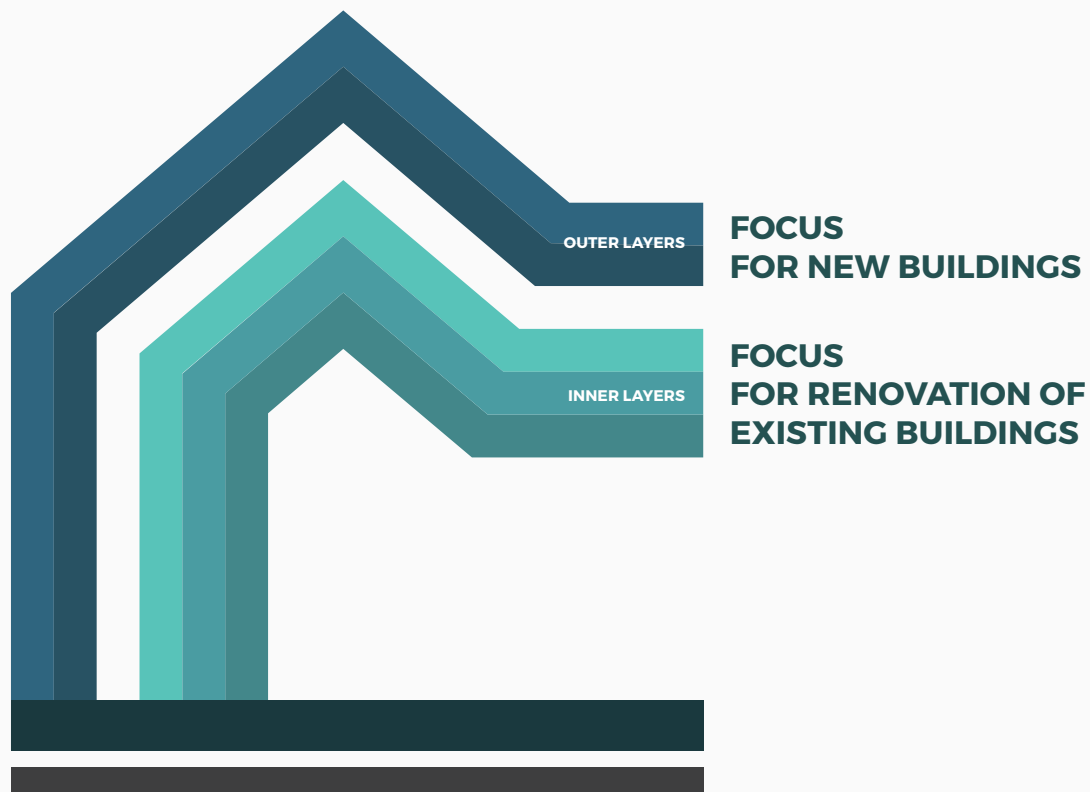 OUTER LAYERS
FOCUS
FOR NEW BUILDINGS
INNER LAYERS
FOCUS
FOR RENOVATION OF
EXISTING BUILDINGS